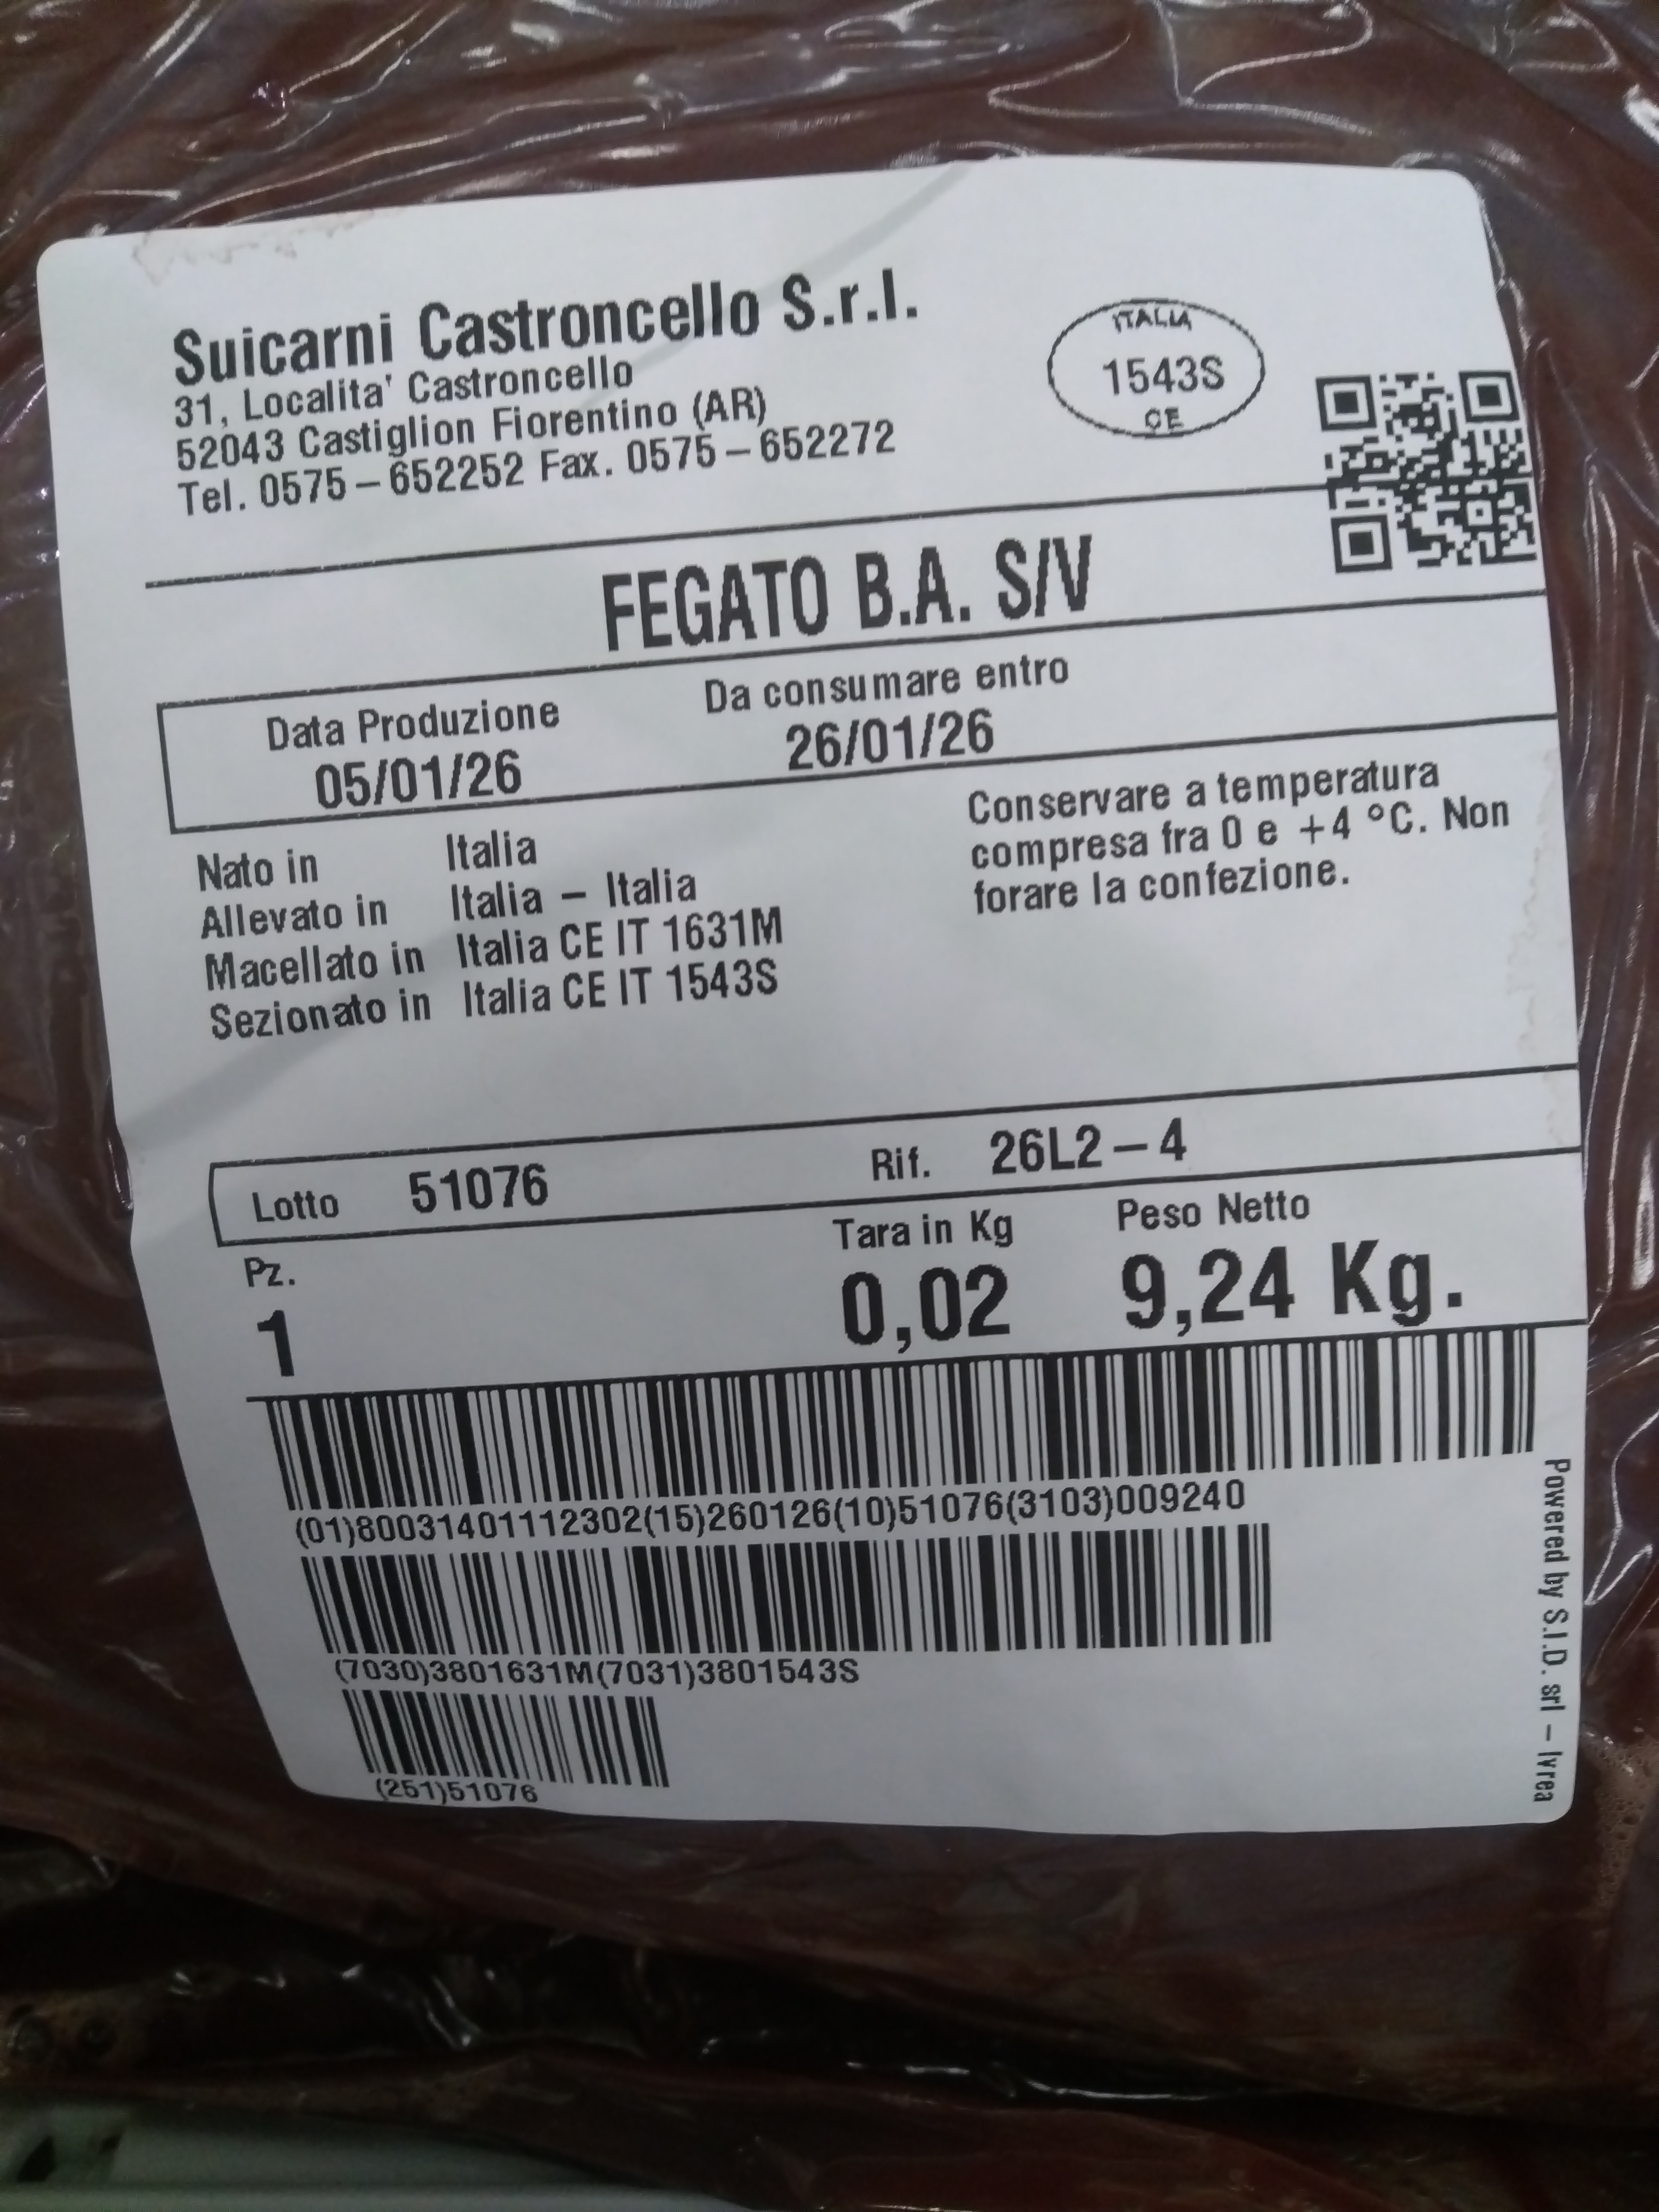 Suicarni Castroncello S.r.l.
31, Localita' Castroncello
52043 Castiglion Fiorentino (AR)
Tel. 0575-652252 Fax. 0575-652272
ITALIA
1543S
CE
FEGATO B.A. S/V
Data Produzione
05/01/26
Da consumare entro
26/01/26
Nato in Italia
Allevato in Italia - Italia
Macellato in Italia CE IT 1631M
Sezionato in Italia CE IT 1543S
Conservare a temperatura
compresa fra 0 e +4 °C. Non
forare la confezione.
Lotto 51076
Rif. 26L2-4
Pz.
1
Tara in Kg
0,02
Peso Netto
9,24 Kg.
(01)80031401112302(15)260126(10)51076(3103)009240
(7030)3801631M(7031)3801543S
(251)51076
Powered by S.I.D. srl - Ivrea